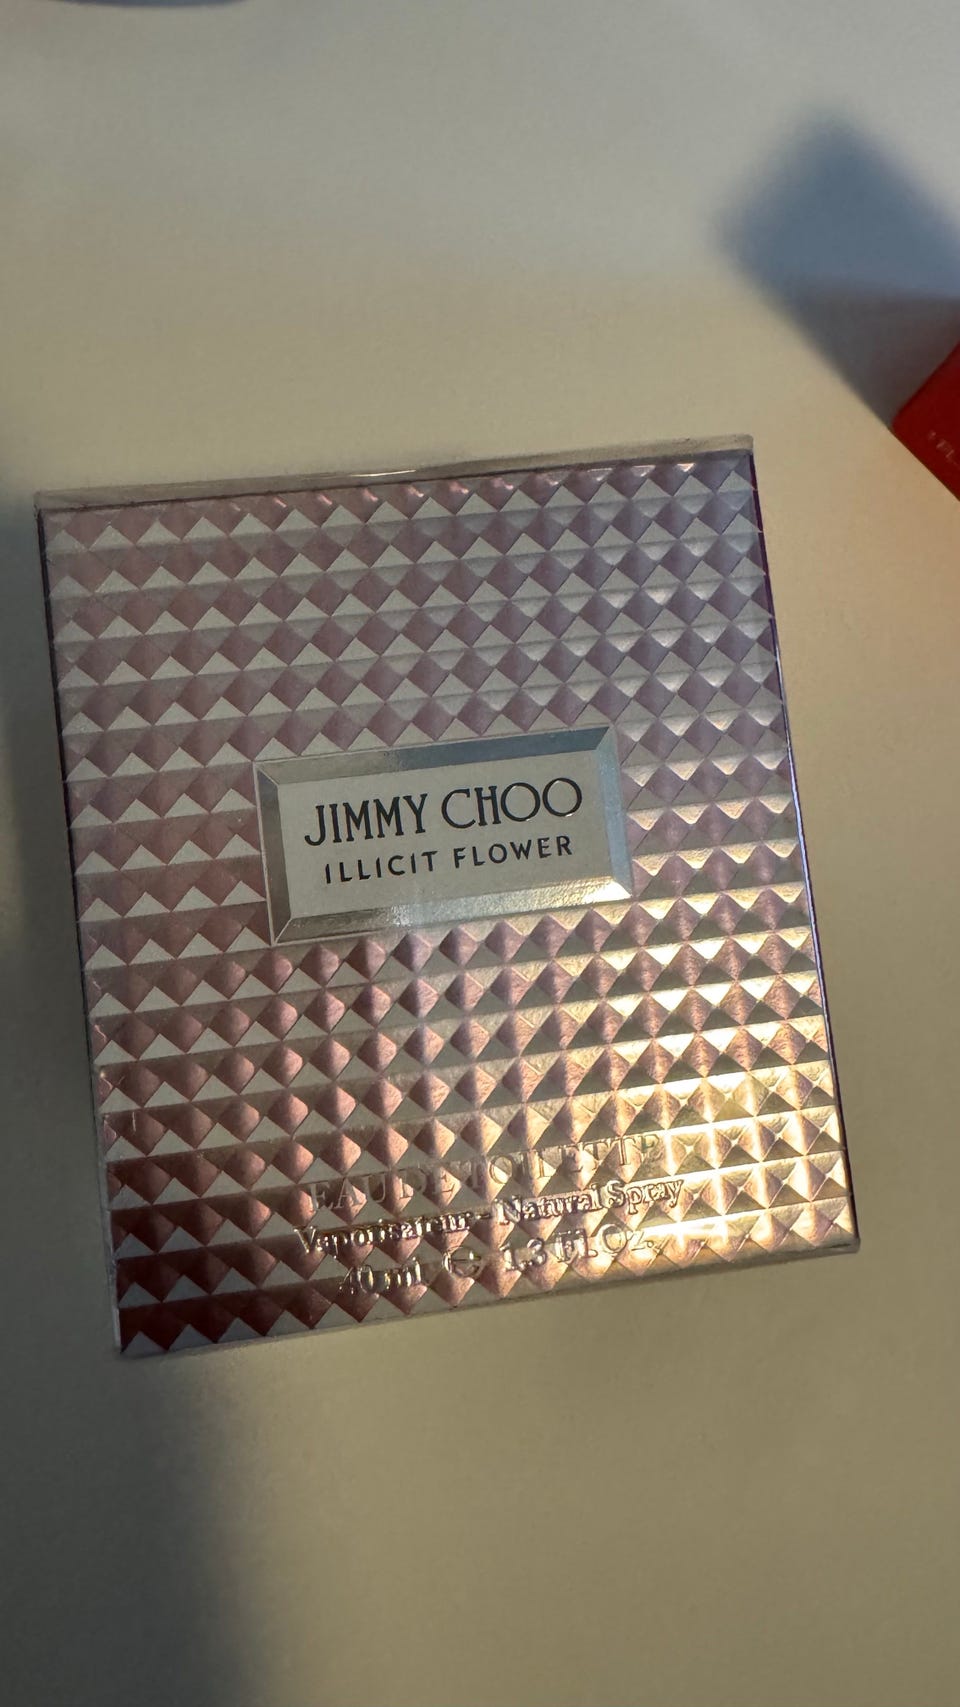 JIMMY CHOO
ILLICIT FLOWER
EAU DE TOILETTE
Vaporisateur - Natural Spray
40 ml ℮ 1.3 Fl. Oz.